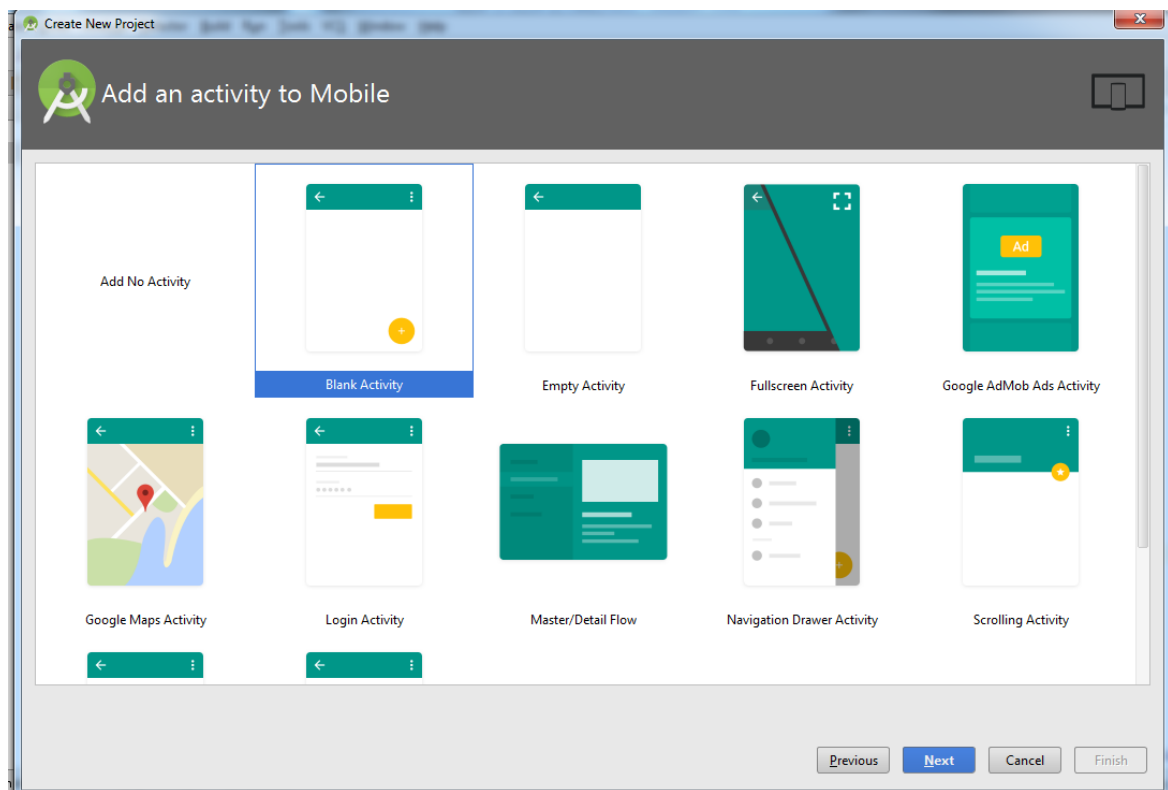 Create New Project
Add an activity to Mobile
Add No Activity
Blank Activity
Empty Activity
Ad
Fullscreen Activity
Google AdMob Ads Activity
Google Maps Activity
Login Activity
Master/Detail Flow
Navigation Drawer Activity
Scrolling Activity
Previous
Next
Cancel
Finish